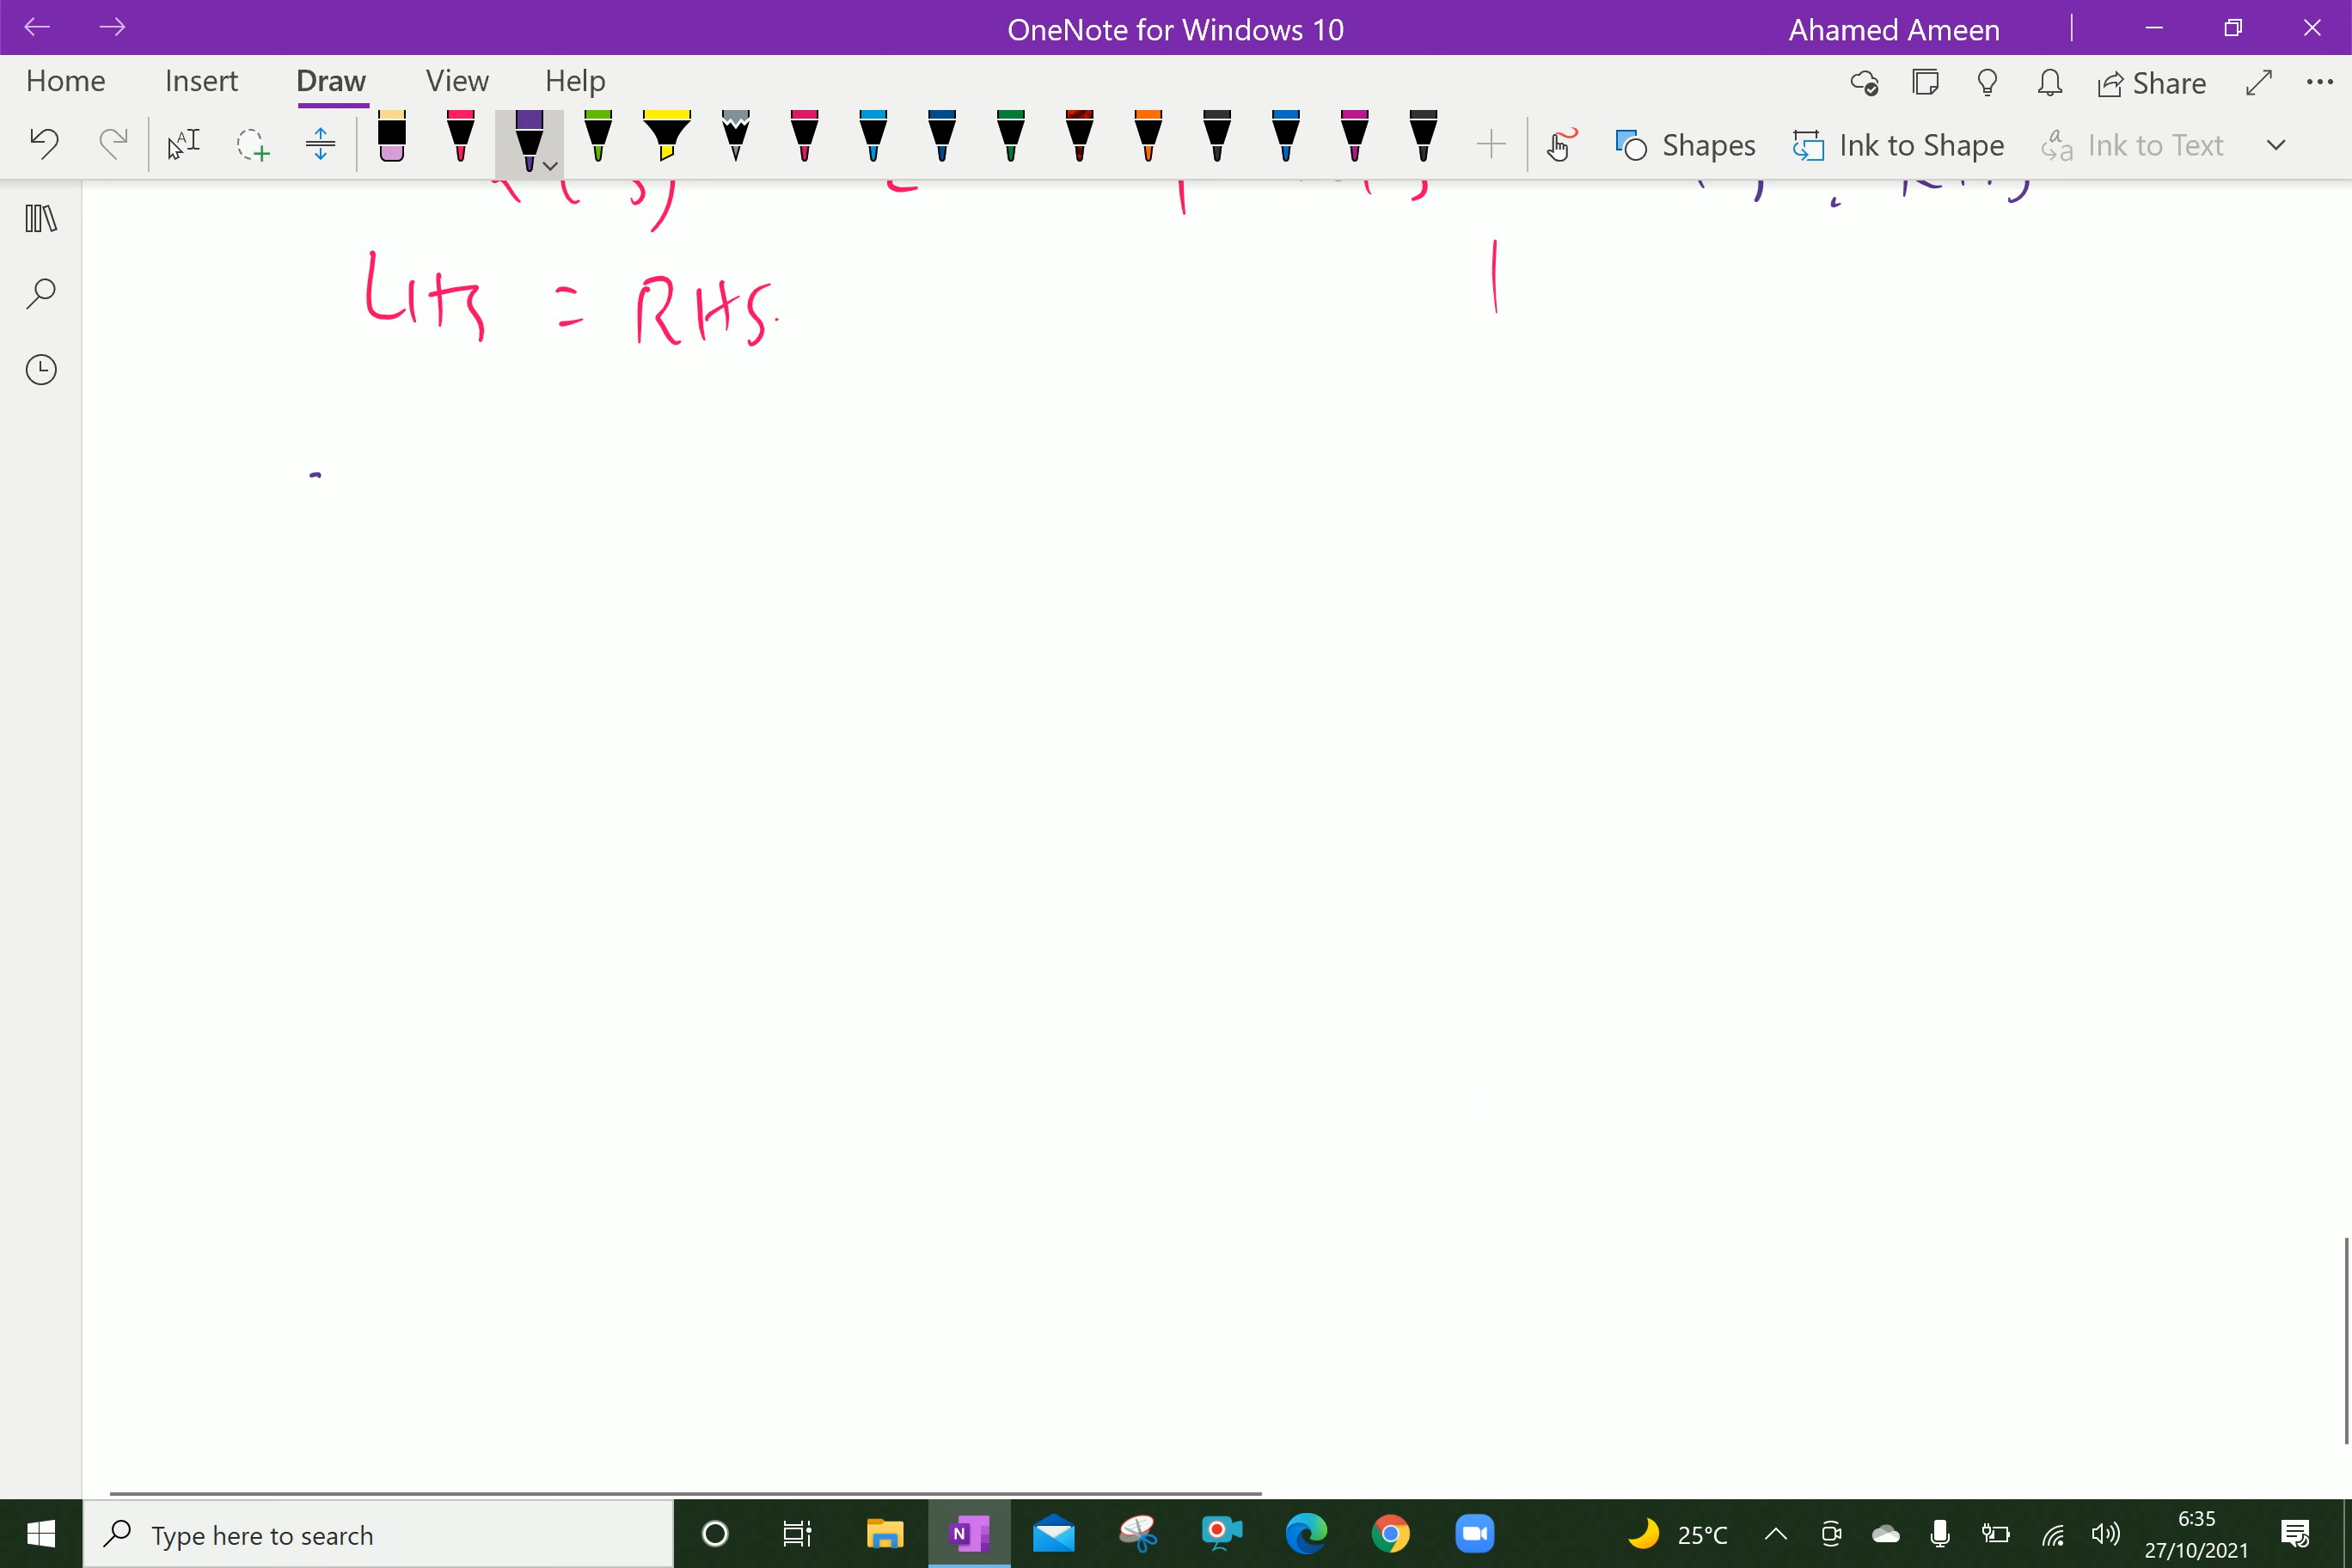 OneNote for Windows 10 Ahamed Ameen
Home Insert Draw View Help Share
Shapes Ink to Shape Ink to Text
LHS = RHS.
Type here to search 25°C 6:35
27/10/2021